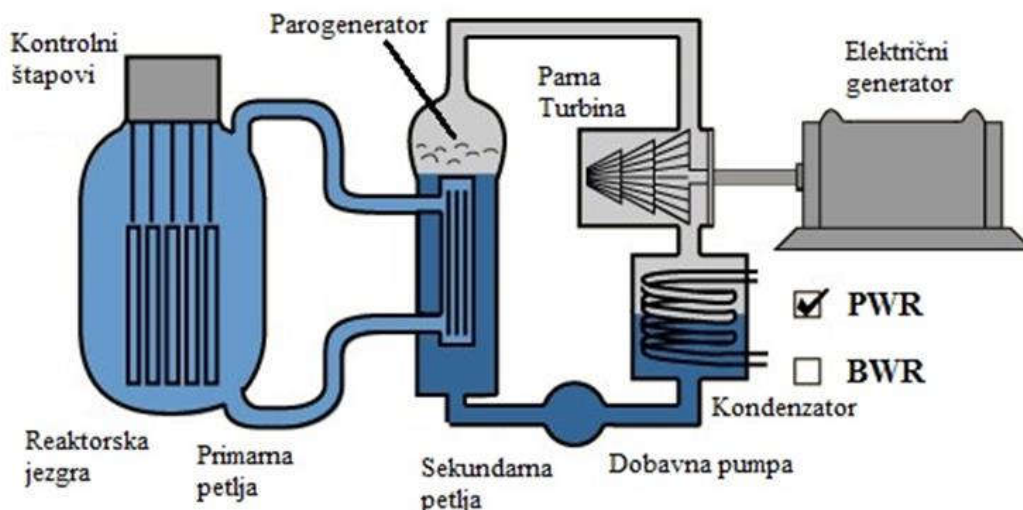 Parogenerator
Kontrolni
štapovi
Parna
Turbina
Električni
generator
PWR
BWR
Kondenzator
Reaktorska
jezgra
Primarna
petlja
Sekundarna
petlja
Dobavna pumpa